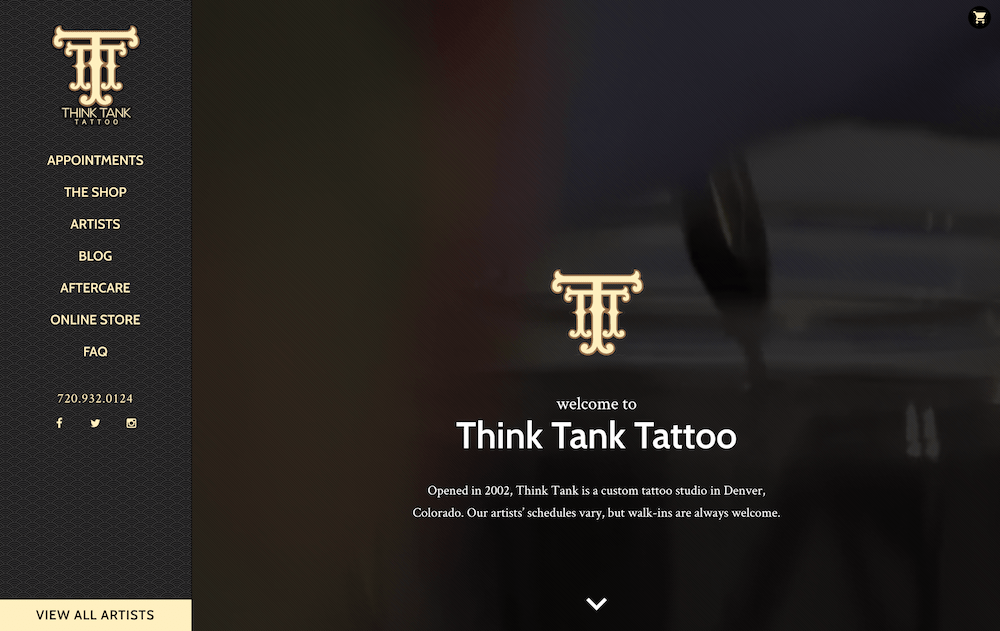 THINK TANK
TATTOO
APPOINTMENTS
THE SHOP
ARTISTS
BLOG
AFTERCARE
ONLINE STORE
FAQ
720.932.0124
VIEW ALL ARTISTS
welcome to
Think Tank Tattoo
Opened in 2002, Think Tank is a custom tattoo studio in Denver,
Colorado. Our artists’ schedules vary, but walk-ins are always welcome.